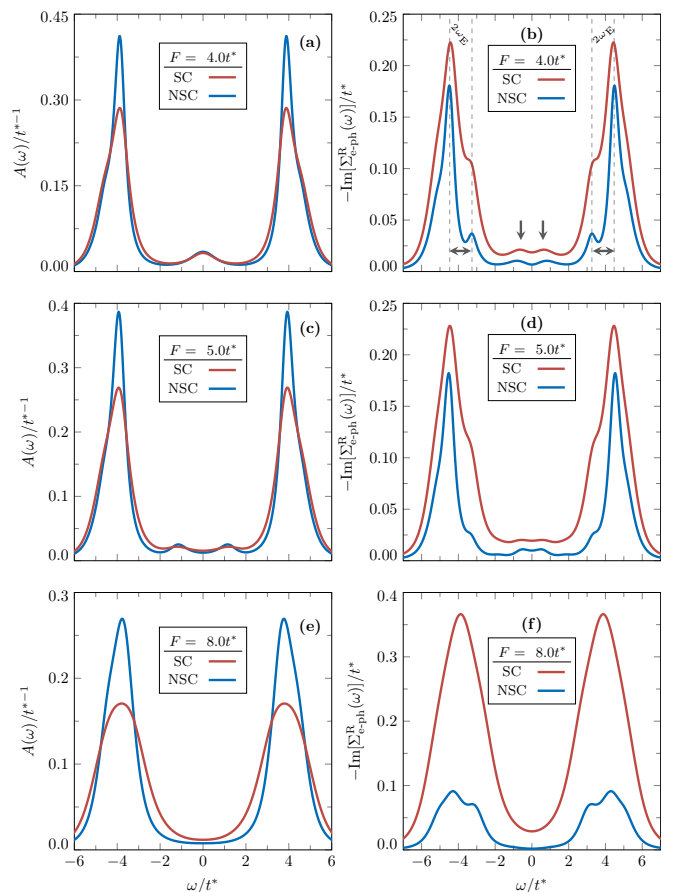 0.45
0.30
0.15
0.00
A(ω)/t*⁻¹
(a)
F = 4.0t*
SC
NSC
0.25
0.20
0.15
0.10
0.05
0.00
−Im[Σᴿₑ₋ₚₕ(ω)]/t*
2ωE
2ωE
(b)
F = 4.0t*
SC
NSC
0.4
0.3
0.2
0.1
0.0
A(ω)/t*⁻¹
(c)
F = 5.0t*
SC
NSC
0.25
0.20
0.15
0.10
0.05
0.00
−Im[Σᴿₑ₋ₚₕ(ω)]/t*
(d)
F = 5.0t*
SC
NSC
0.3
0.2
0.1
0.0
A(ω)/t*⁻¹
(e)
F = 8.0t*
SC
NSC
−6 −4 −2 0 2 4 6
ω/t*
0.4
0.3
0.2
0.1
0.0
−Im[Σᴿₑ₋ₚₕ(ω)]/t*
(f)
F = 8.0t*
SC
NSC
−6 −4 −2 0 2 4 6
ω/t*